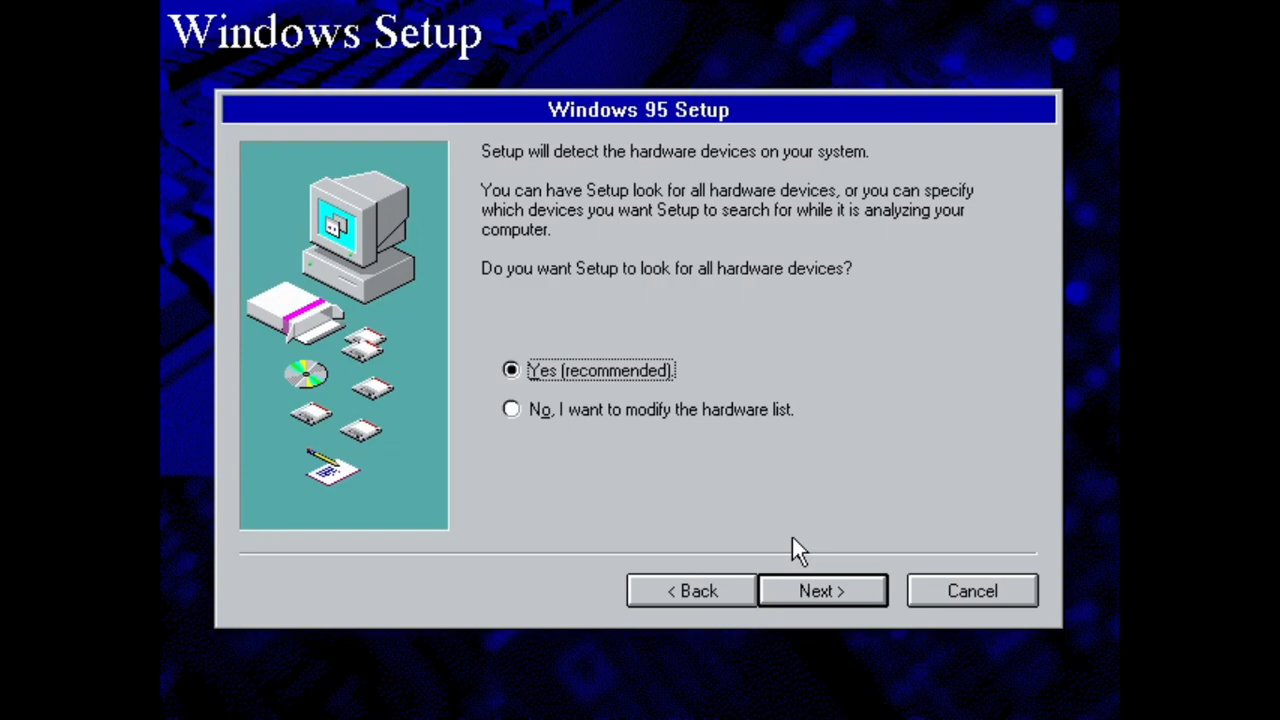 Windows Setup
Windows 95 Setup
Setup will detect the hardware devices on your system.
You can have Setup look for all hardware devices, or you can specify
which devices you want Setup to search for while it is analyzing your
computer.
Do you want Setup to look for all hardware devices?
Yes (recommended).
No, I want to modify the hardware list.
< Back
Next >
Cancel